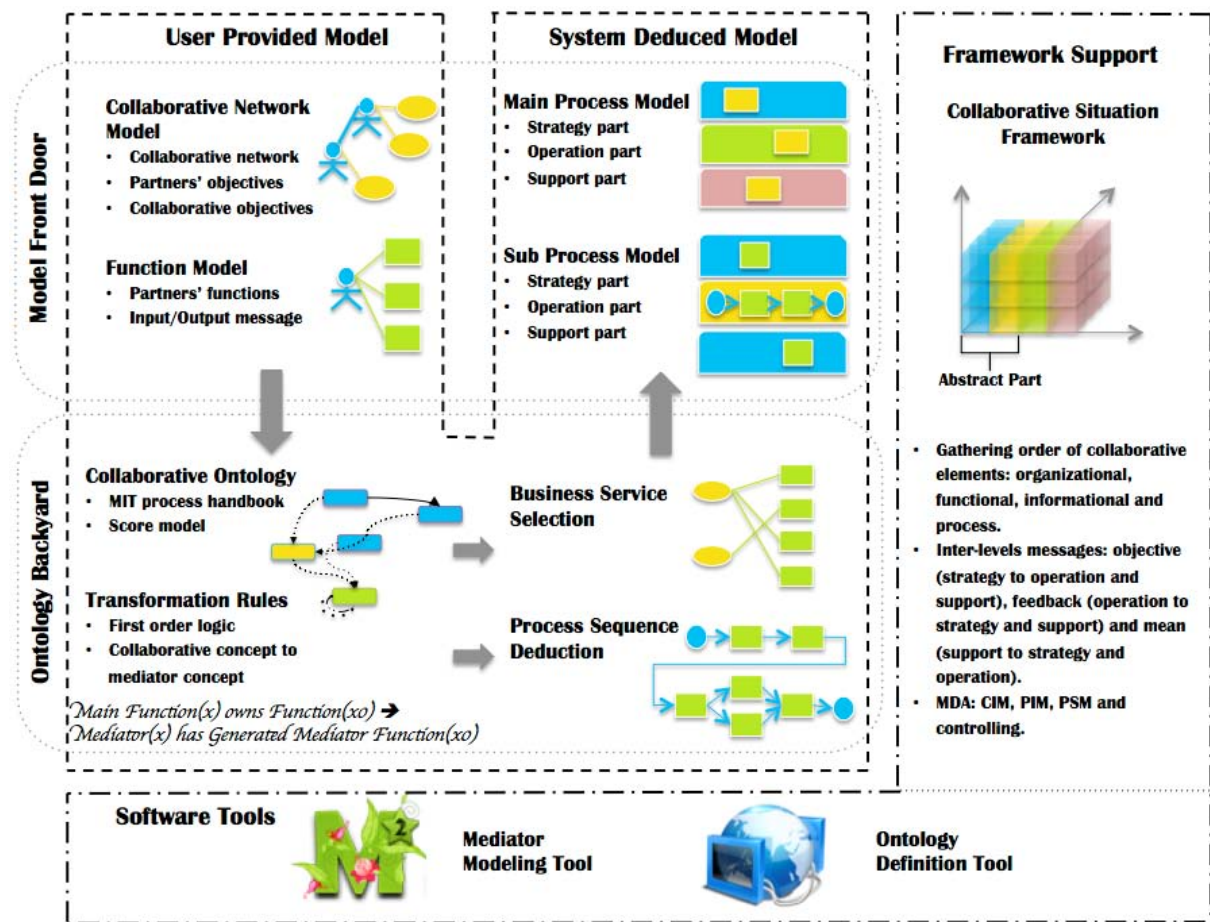 User Provided Model
System Deduced Model
Framework Support
Model Front Door
Collaborative Network
Model
• Collaborative network
• Partners' objectives
• Collaborative objectives
Function Model
• Partners' functions
• Input/Output message
Main Process Model
• Strategy part
• Operation part
• Support part
Sub Process Model
• Strategy part
• Operation part
• Support part
Collaborative Situation
Framework
Abstract Part
Ontology Backyard
Collaborative Ontology
• MIT process handbook
• Score model
Transformation Rules
• First order logic
• Collaborative concept to
mediator concept
Main Function(x) owns Function(xo) ➔
Mediator(x) has Generated Mediator Function(xo)
Business Service
Selection
Process Sequence
Deduction
• Gathering order of collaborative
elements: organizational,
functional, informational and
process.
• Inter-levels messages: objective
(strategy to operation and
support), feedback (operation to
strategy and support) and mean
(support to strategy and
operation).
• MDA: CIM, PIM, PSM and
controlling.
Software Tools
M
2
Mediator
Modeling Tool
Ontology
Definition Tool